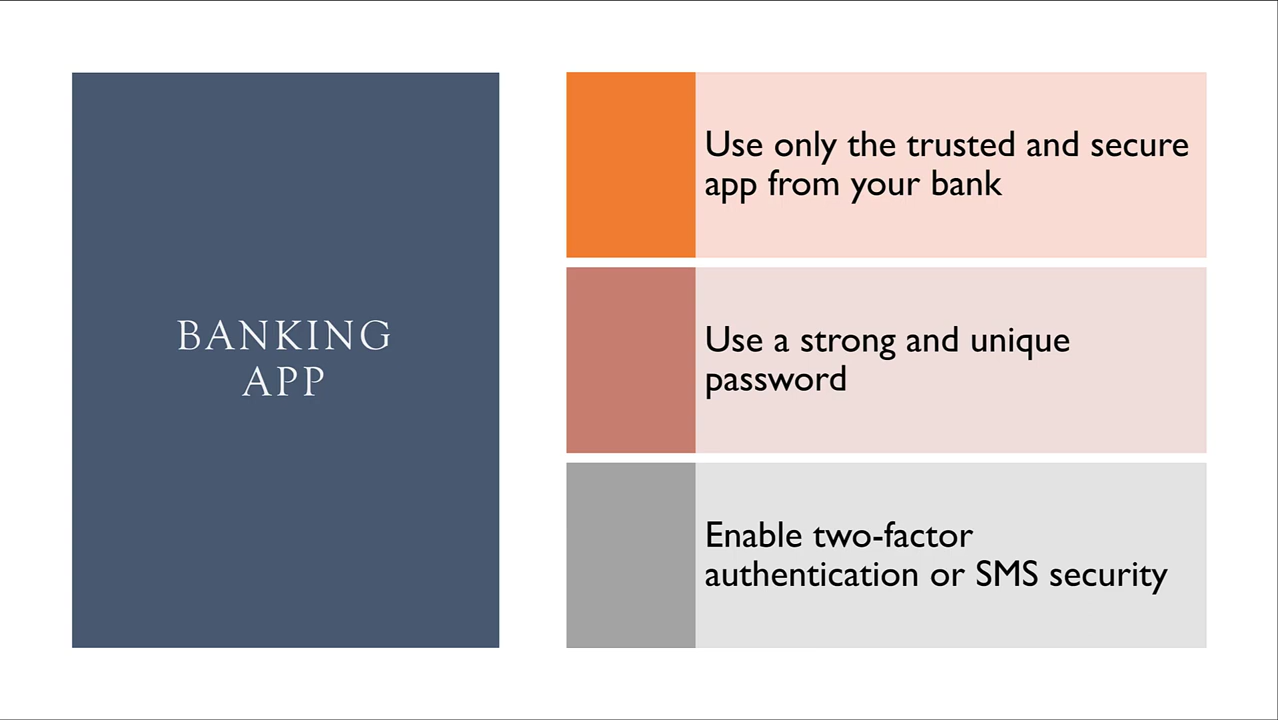 BANKING
APP
Use only the trusted and secure
app from your bank
Use a strong and unique
password
Enable two-factor
authentication or SMS security